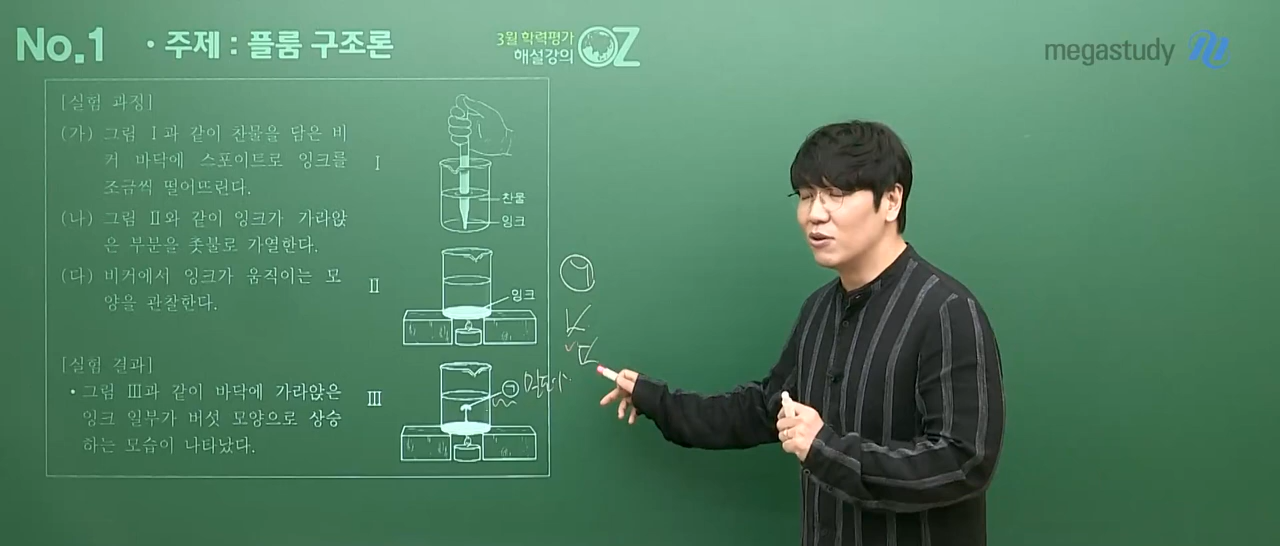 No.1
• 주제 : 플룸 구조론
3월 학력평가
해설강의
OZ
megastudy
[실험 과정]
(가) 그림 Ⅰ과 같이 찬물을 담은 비
커 바닥에 스포이트로 잉크를
조금씩 떨어뜨린다.
(나) 그림 Ⅱ와 같이 잉크가 가라앉
은 부분을 촛불로 가열한다.
(다) 비커에서 잉크가 움직이는 모
양을 관찰한다.
[실험 결과]
• 그림 Ⅲ과 같이 바닥에 가라앉은
잉크 일부가 버섯 모양으로 상승
하는 모습이 나타났다.
Ⅰ
찬물
잉크
Ⅱ
잉크
Ⅲ
㉠